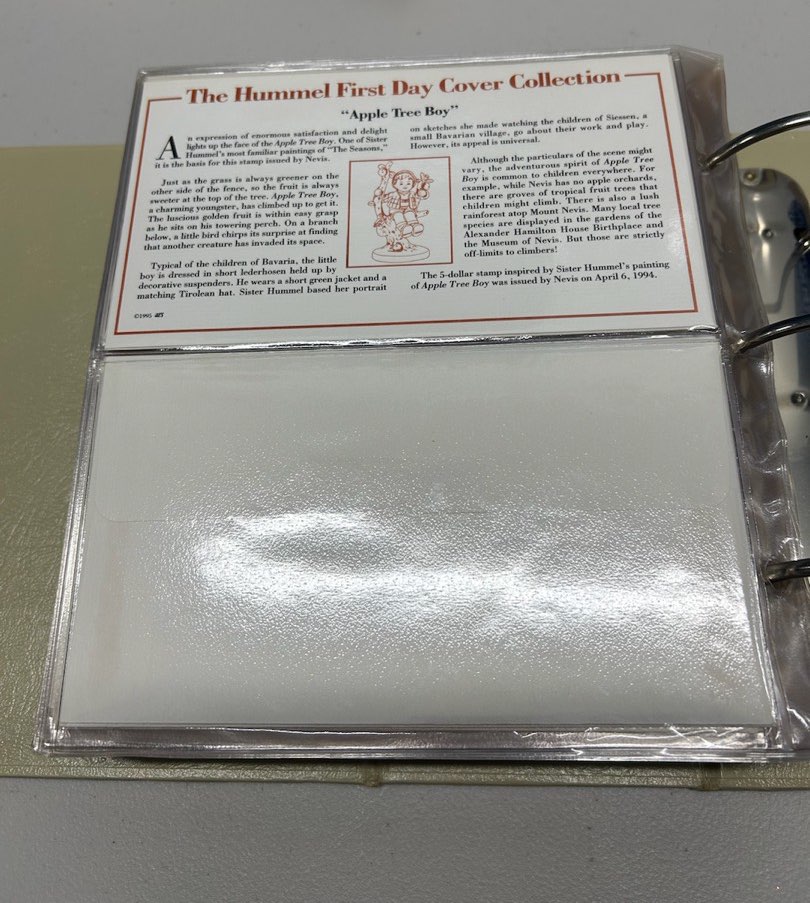 The Hummel First Day Cover Collection
“Apple Tree Boy”
An expression of enormous satisfaction and delight
lights up the face of the Apple Tree Boy. One of Sister
Hummel's most familiar paintings of “The Seasons,”
it is the basis for this stamp issued by Nevis.
Just as the grass is always greener on the
other side of the fence, so the fruit is always
sweeter at the top of the tree. Apple Tree Boy,
a charming youngster, has climbed up to get it.
The luscious golden fruit is within easy grasp
as he sits on his towering perch. On a branch
below, a little bird chirps its surprise at finding
that another creature has invaded its space.
Typical of the children of Bavaria, the little
boy is dressed in short lederhosen held up by
decorative suspenders. He wears a short green jacket and a
matching Tirolean hat. Sister Hummel based her portrait
on sketches she made watching the children of Siessen, a
small Bavarian village, go about their work and play.
However, its appeal is universal.
Although the particulars of the scene might
vary, the adventurous spirit of Apple Tree
Boy is common to children everywhere. For
example, while Nevis has no apple orchards,
there are groves of tropical fruit trees that
children might climb. There is also a lush
rainforest atop Mount Nevis. Many local tree
species are displayed in the gardens of the
Alexander Hamilton House Birthplace and
the Museum of Nevis. But those are strictly
off-limits to climbers!
The 5-dollar stamp inspired by Sister Hummel's painting
of Apple Tree Boy was issued by Nevis on April 6, 1994.
©1995 ars